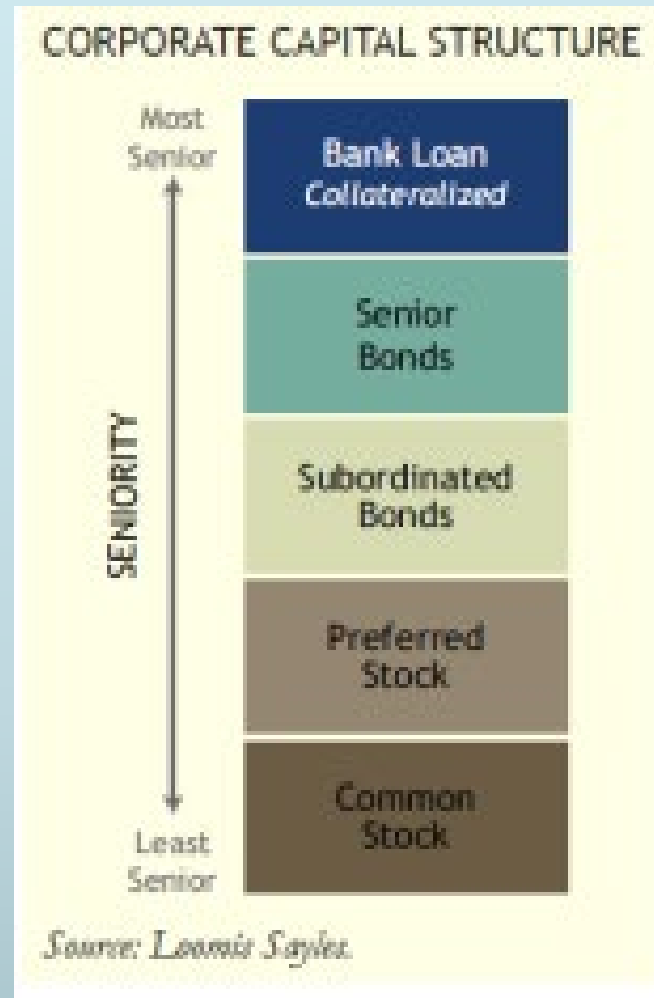 CORPORATE CAPITAL STRUCTURE
Most
Senior
Bank Loan
Collateralized
Senior
Bonds
SENIORITY
Subordinated
Bonds
Preferred
Stock
Common
Stock
Least
Senior
Source: Loomis Sayles.